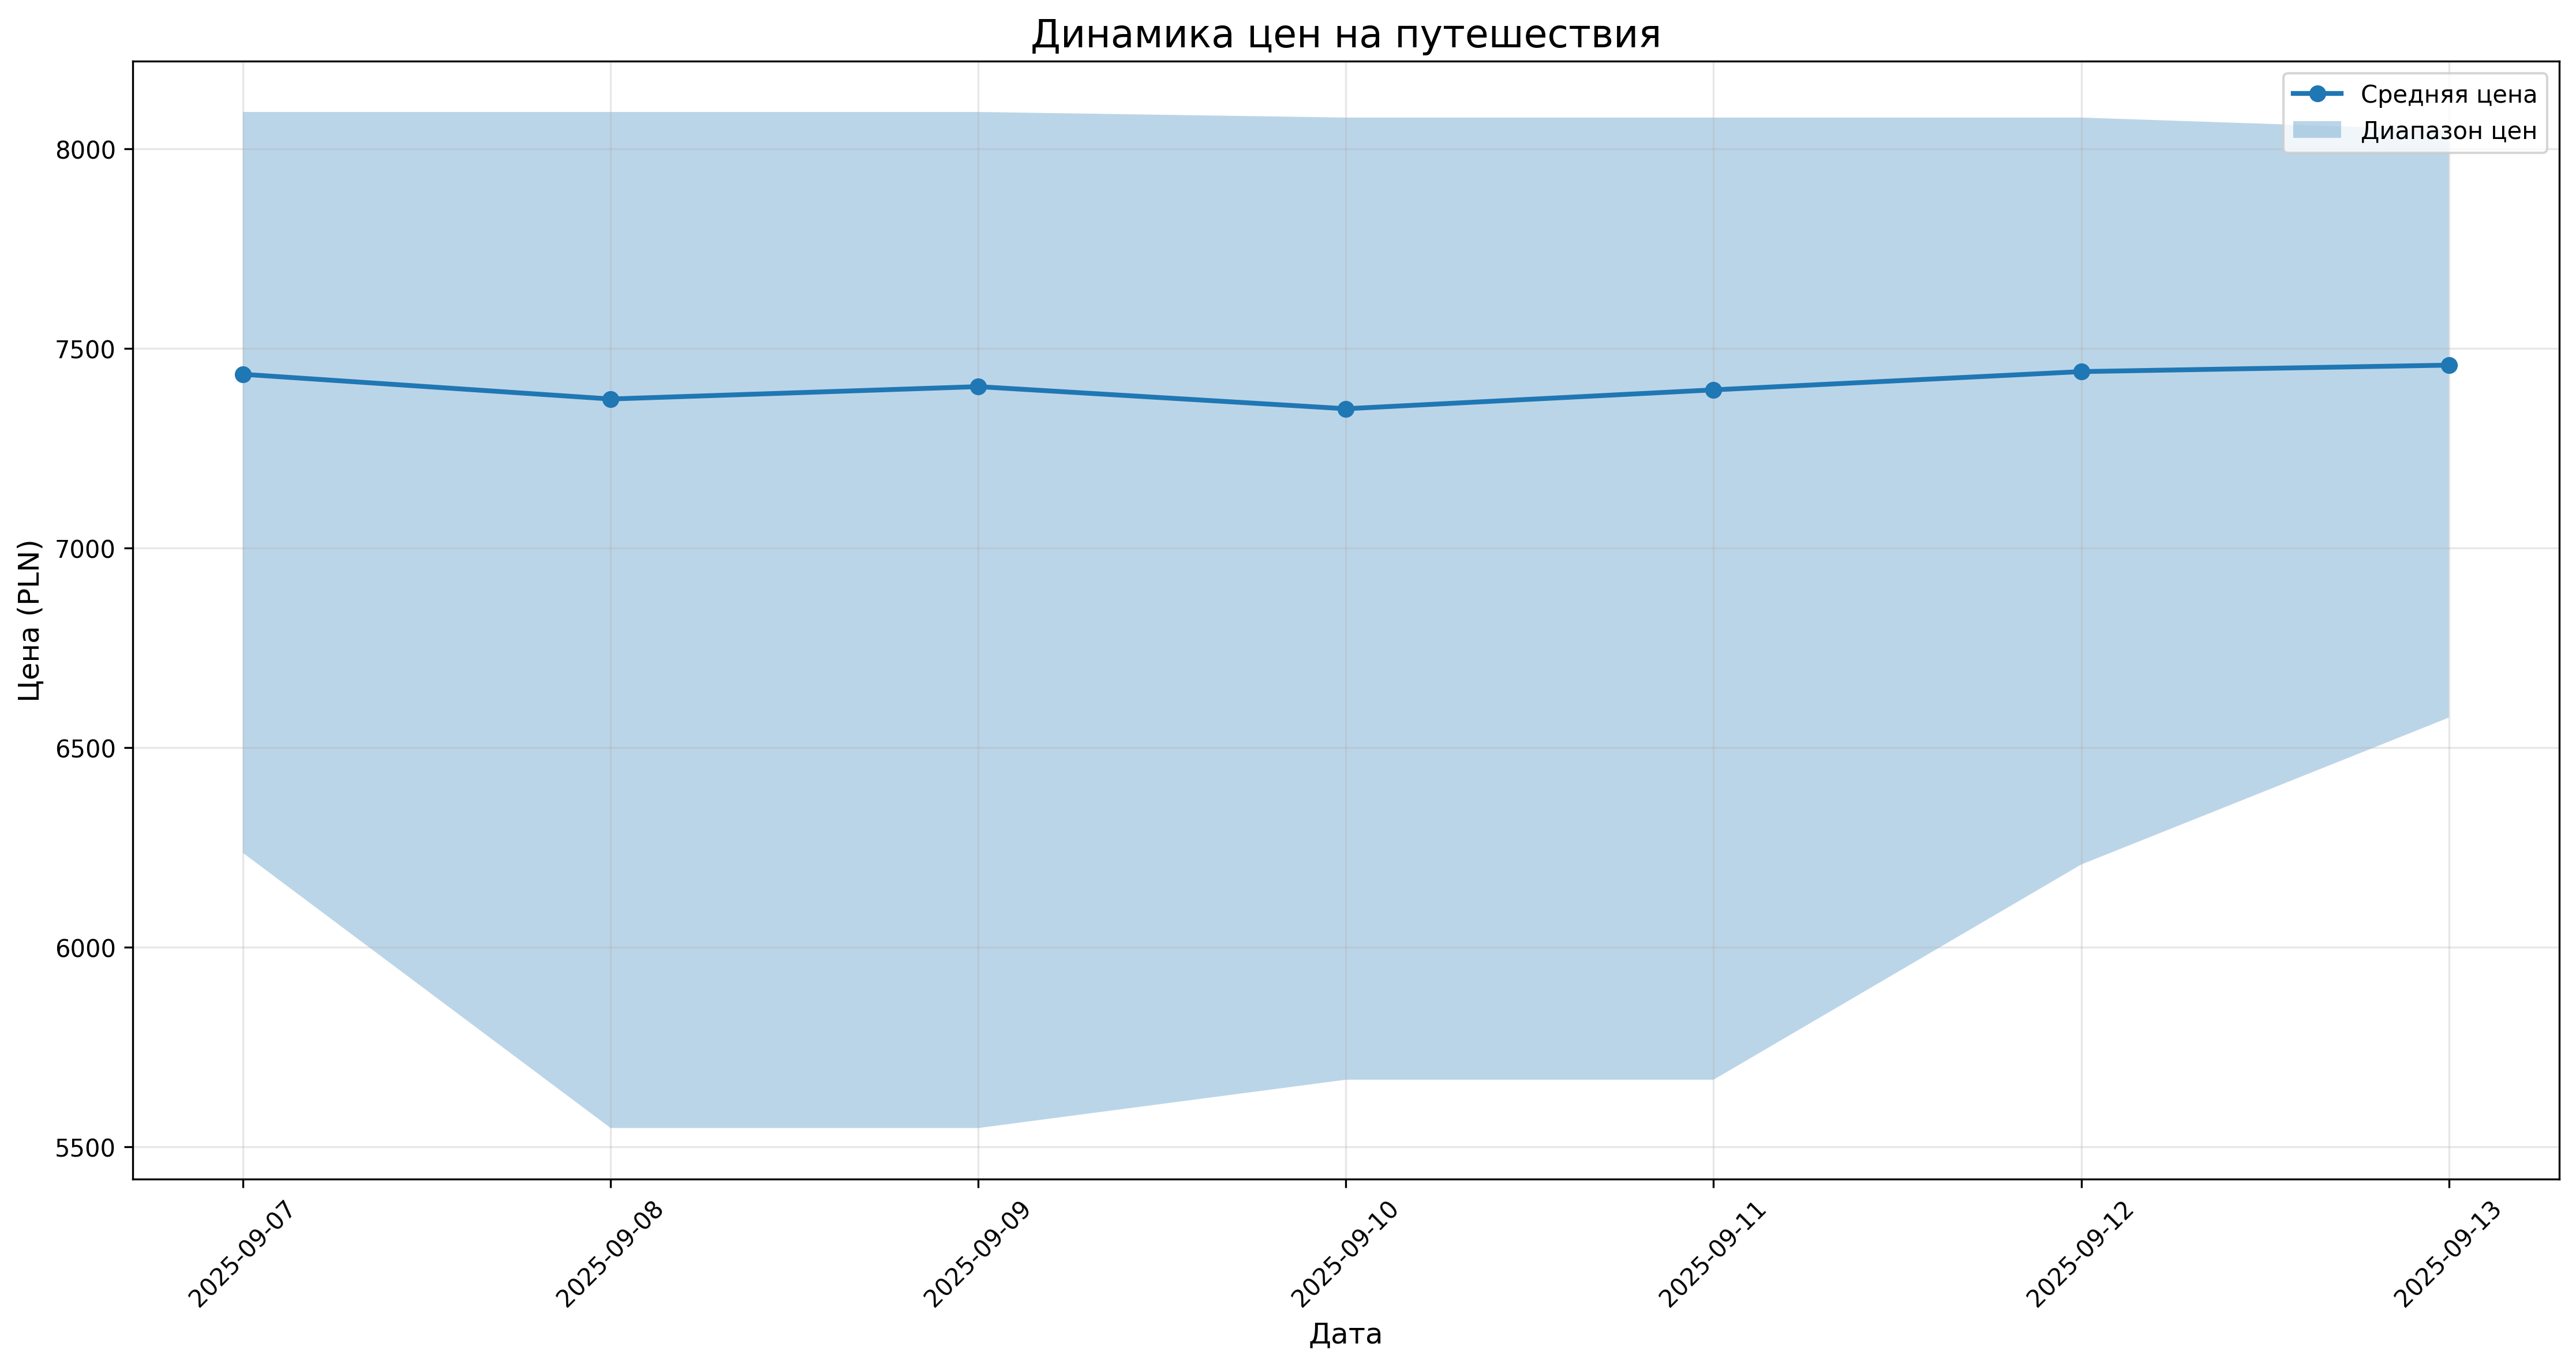 Динамика цен на путешествия
Средняя цена
Диапазон цен
Цена (PLN)
8000
7500
7000
6500
6000
5500
2025-09-07
2025-09-08
2025-09-09
2025-09-10
2025-09-11
2025-09-12
2025-09-13
Дата